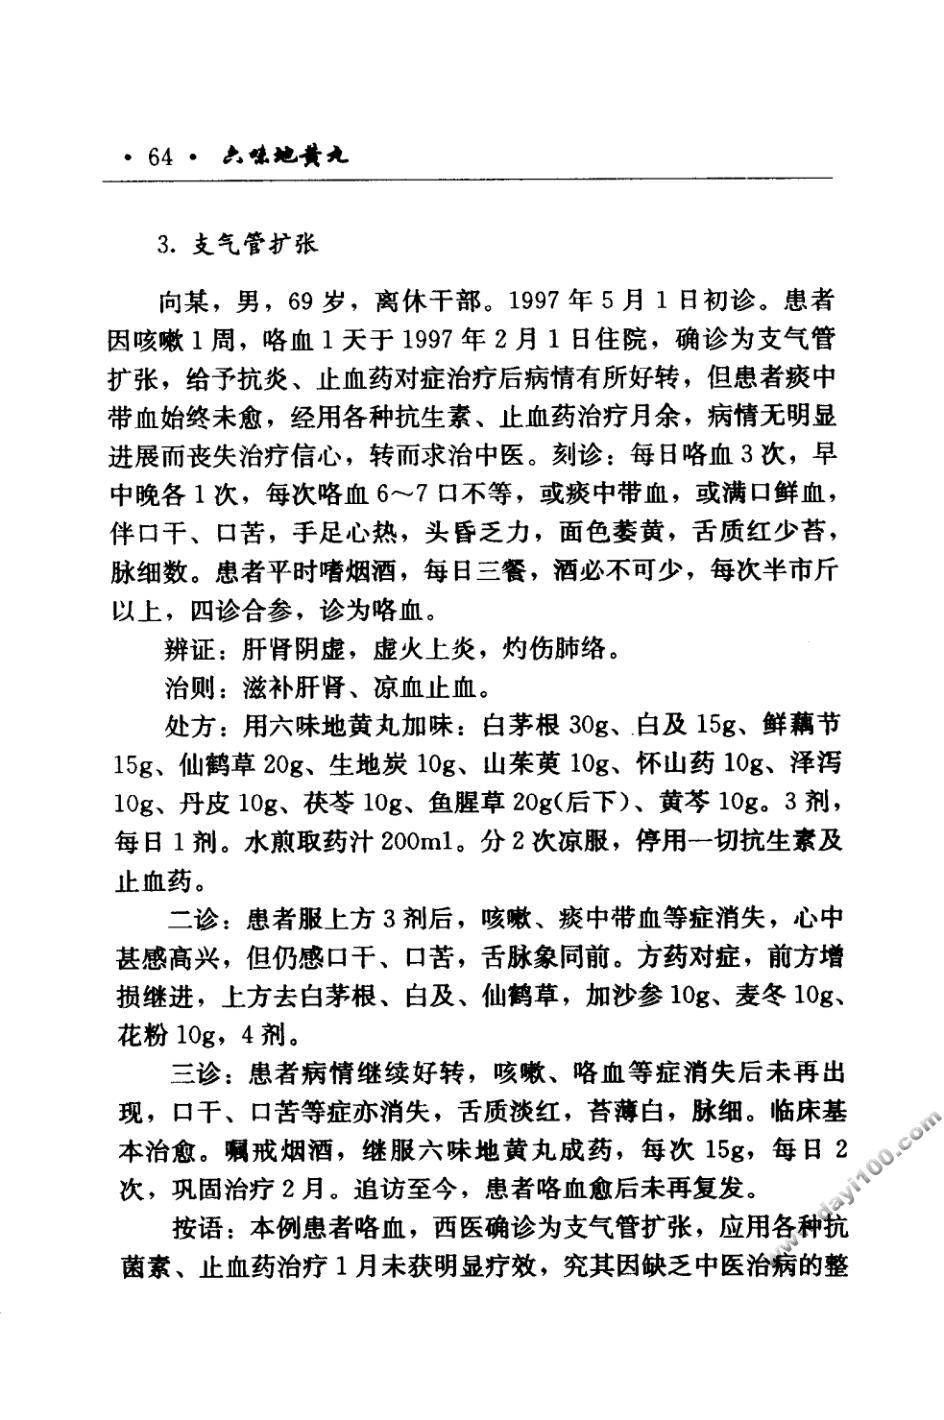 · 64 · 六味地黄丸
3. 支气管扩张
向某，男，69 岁，离休干部。1997 年 5 月 1 日初诊。患者
因咳嗽 1 周，咯血 1 天于 1997 年 2 月 1 日住院，确诊为支气管
扩张，给予抗炎、止血药对症治疗后病情有所好转，但患者痰中
带血始终未愈，经用各种抗生素、止血药治疗月余，病情无明显
进展而丧失治疗信心，转而求治中医。刻诊：每日咯血 3 次，早
中晚各 1 次，每次咯血 6～7 口不等，或痰中带血，或满口鲜血，
伴口干、口苦，手足心热，头昏乏力，面色萎黄，舌质红少苔，
脉细数。患者平时嗜烟酒，每日三餐，酒必不可少，每次半市斤
以上，四诊合参，诊为咯血。
辨证：肝肾阴虚，虚火上炎，灼伤肺络。
治则：滋补肝肾、凉血止血。
处方：用六味地黄丸加味：白茅根 30g、白及 15g、鲜藕节
15g、仙鹤草 20g、生地炭 10g、山茱萸 10g、怀山药 10g、泽泻
10g、丹皮 10g、茯苓 10g、鱼腥草 20g(后下)、黄芩 10g。3 剂，
每日 1 剂。水煎取药汁 200ml。分 2 次凉服，停用一切抗生素及
止血药。
二诊：患者服上方 3 剂后，咳嗽、痰中带血等症消失，心中
甚感高兴，但仍感口干、口苦，舌脉象同前。方药对症，前方增
损继进，上方去白茅根、白及、仙鹤草，加沙参 10g、麦冬 10g、
花粉 10g，4 剂。
三诊：患者病情继续好转，咳嗽、咯血等症消失后未再出
现，口干、口苦等症亦消失，舌质淡红，苔薄白，脉细。临床基
本治愈。嘱戒烟酒，继服六味地黄丸成药，每次 15g，每日 2
次，巩固治疗 2 月。追访至今，患者咯血愈后未再复发。
按语：本例患者咯血，西医确诊为支气管扩张，应用各种抗
菌素、止血药治疗 1 月未获明显疗效，究其因缺乏中医治病的整
www.dayi100.com